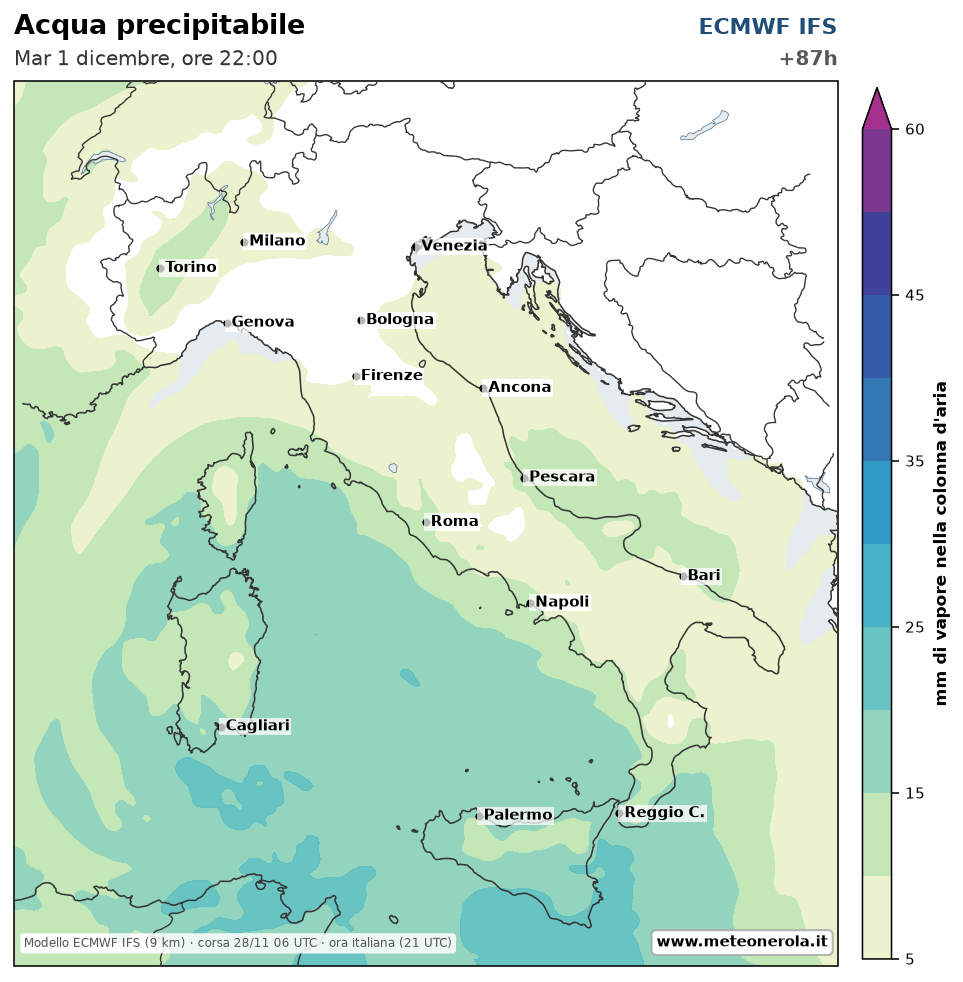 Acqua precipitabile
ECMWF IFS
Mar 1 dicembre, ore 22:00
+87h
60
45
35
25
15
5
mm di vapore nella colonna d'aria
Milano
Venezia
Torino
Genova
Bologna
Firenze
Ancona
Pescara
Roma
Bari
Napoli
Cagliari
Palermo
Reggio C.
Modello ECMWF IFS (9 km) · corsa 28/11 06 UTC · ora italiana (21 UTC)
www.meteonerola.it